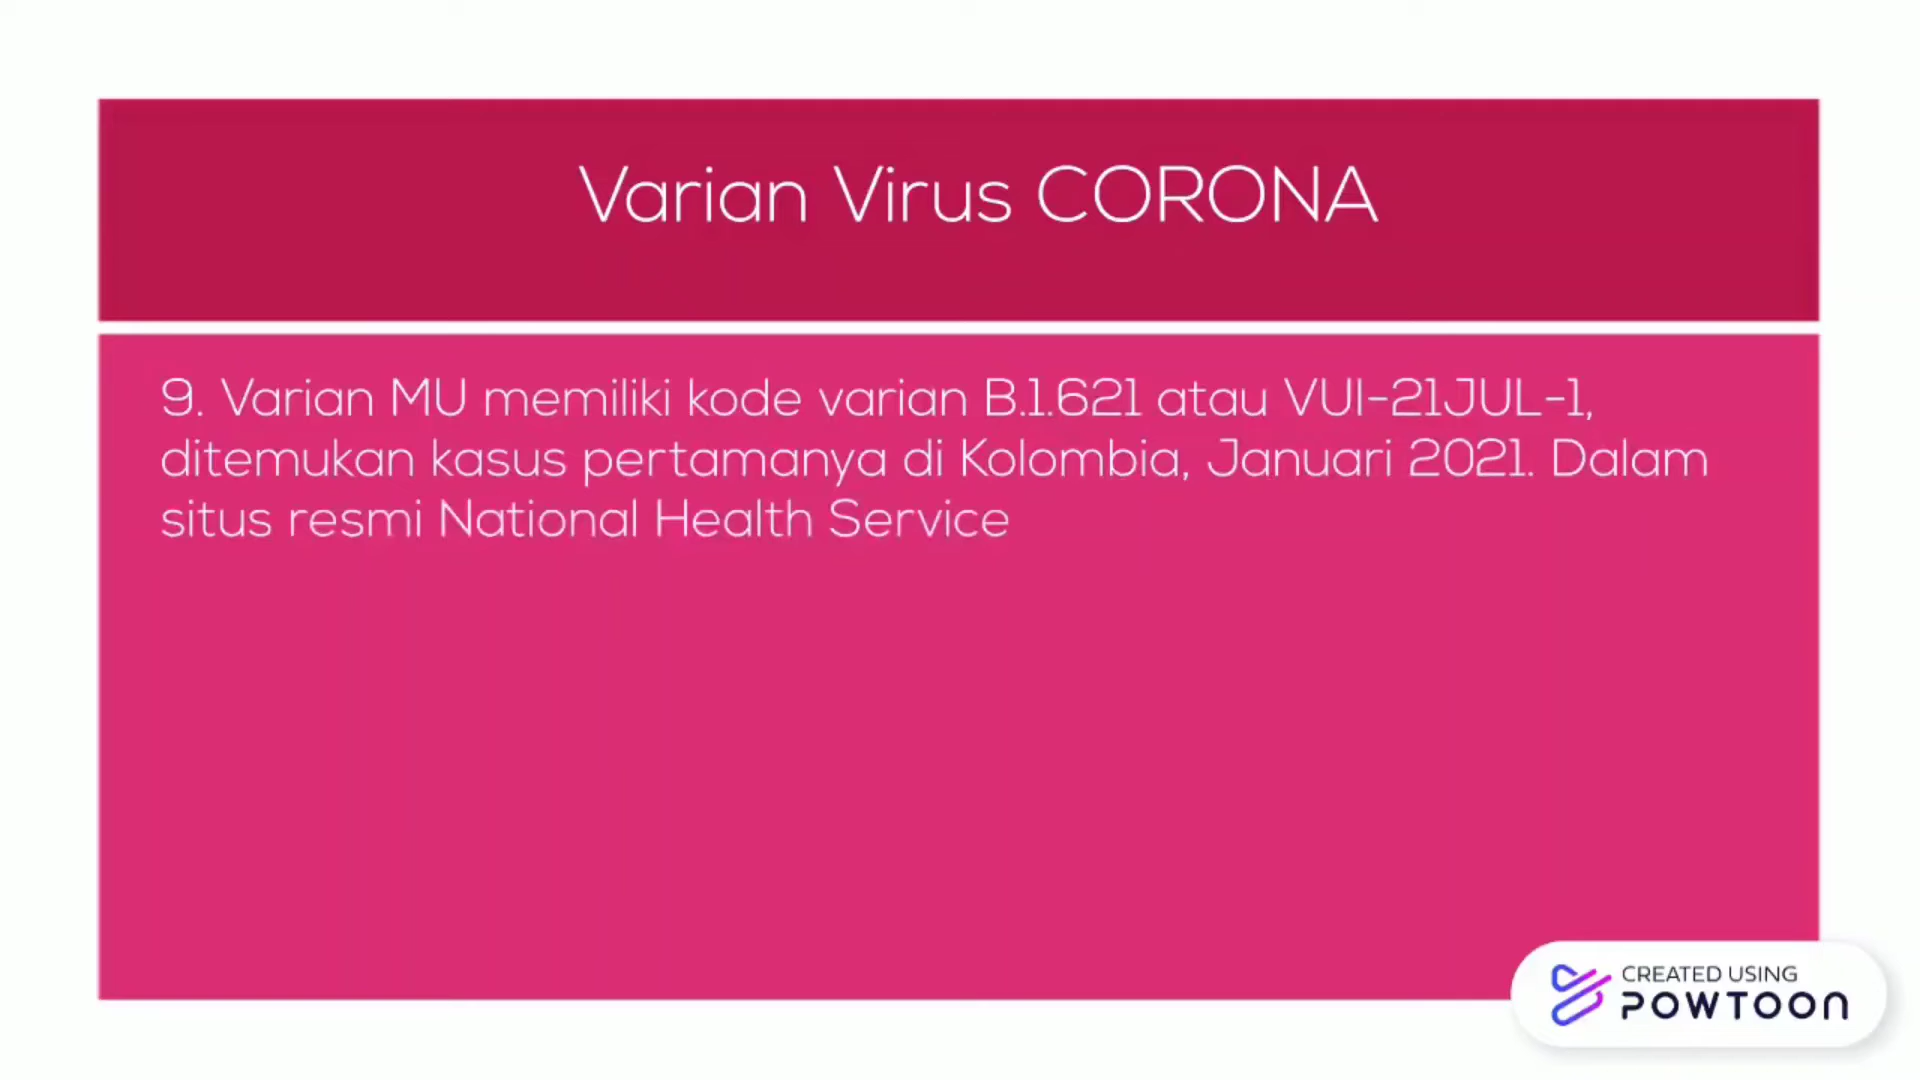 Varian Virus CORONA
9. Varian MU memiliki kode varian B.1.621 atau VUI-21JUL-1,
ditemukan kasus pertamanya di Kolombia, Januari 2021. Dalam
situs resmi National Health Service
CREATED USING
POWTOON